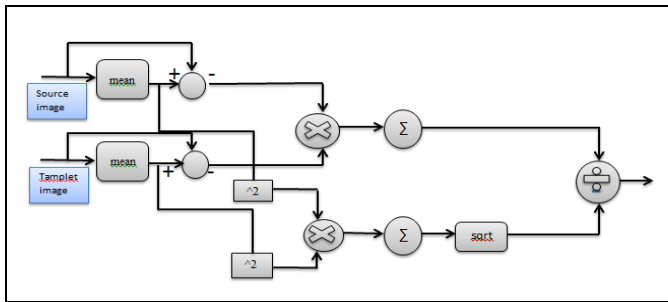 +
-
mean
Source
image
Σ
mean
+
-
Tamplet
image
^2
Σ
sqrt
^2